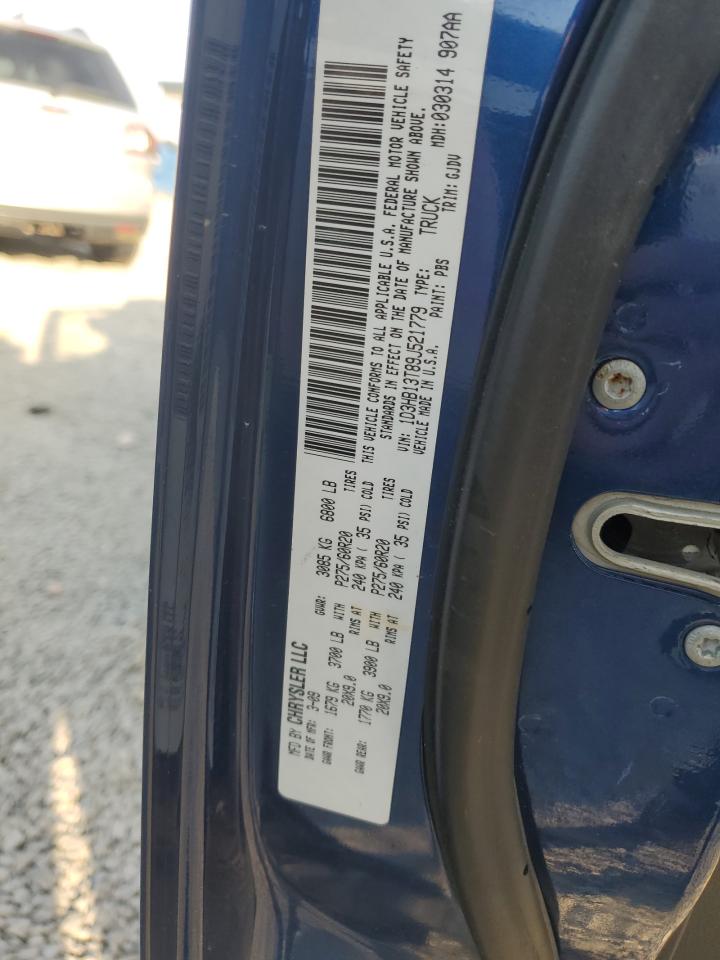 MFD BY CHRYSLER LLC
DATE OF MFR: 3-09 GVWR: 3085 KG 6800 LB
GAWR FRONT: 1679 KG 3700 LB WITH P275/60R20 TIRES
20X9.0 RIMS AT 240 KPA ( 35 PSI) COLD
GAWR REAR: 1770 KG 3900 LB WITH P275/60R20 TIRES
20X9.0 RIMS AT 240 KPA ( 35 PSI) COLD
THIS VEHICLE CONFORMS TO ALL APPLICABLE U.S.A. FEDERAL MOTOR VEHICLE SAFETY
STANDARDS IN EFFECT ON THE DATE OF MANUFACTURE SHOWN ABOVE.
VIN: 1D3HB13T89J521779 TYPE: TRUCK MDH:030314 907AA
VEHICLE MADE IN U.S.A. PAINT: PBS TRIM: GJDV